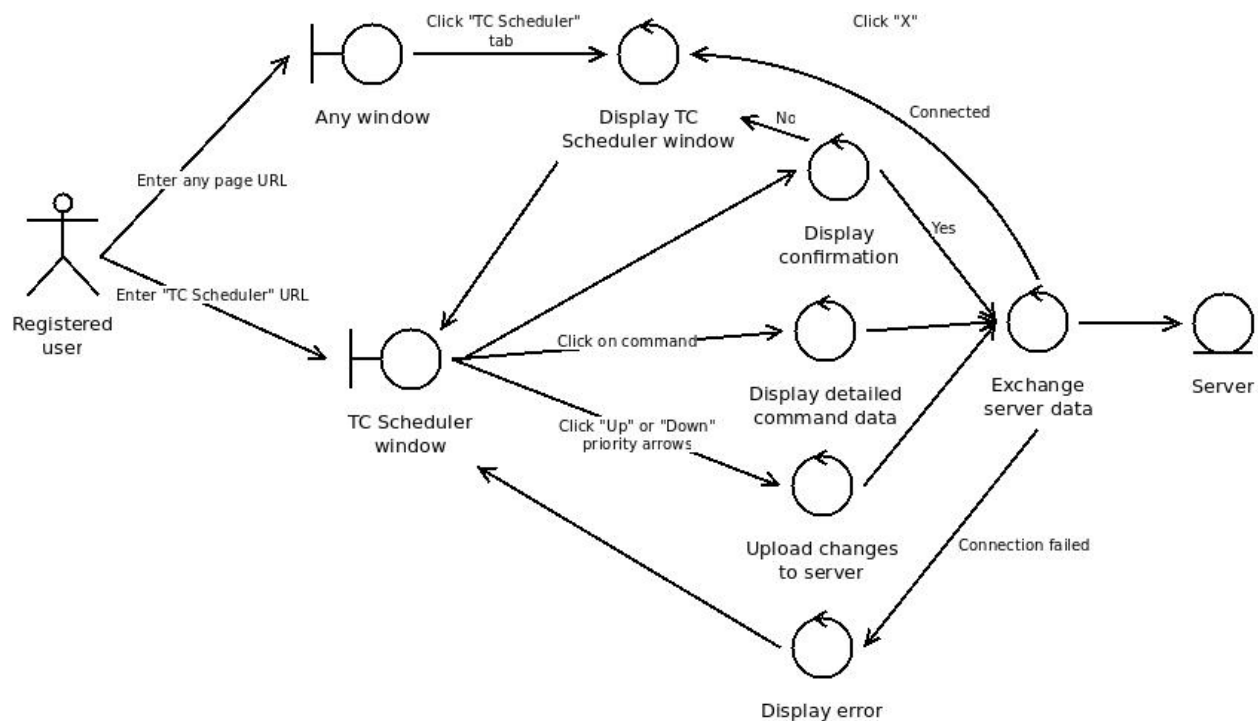 Click "TC Scheduler"
tab
Click "X"
Any window
Display TC
Scheduler window
No
Connected
Enter any page URL
Display
confirmation
Yes
Registered
user
Enter "TC Scheduler" URL
Click on command
TC Scheduler
window
Display detailed
command data
Exchange
server data
Server
Click "Up" or "Down"
priority arrows
Upload changes
to server
Connection failed
Display error